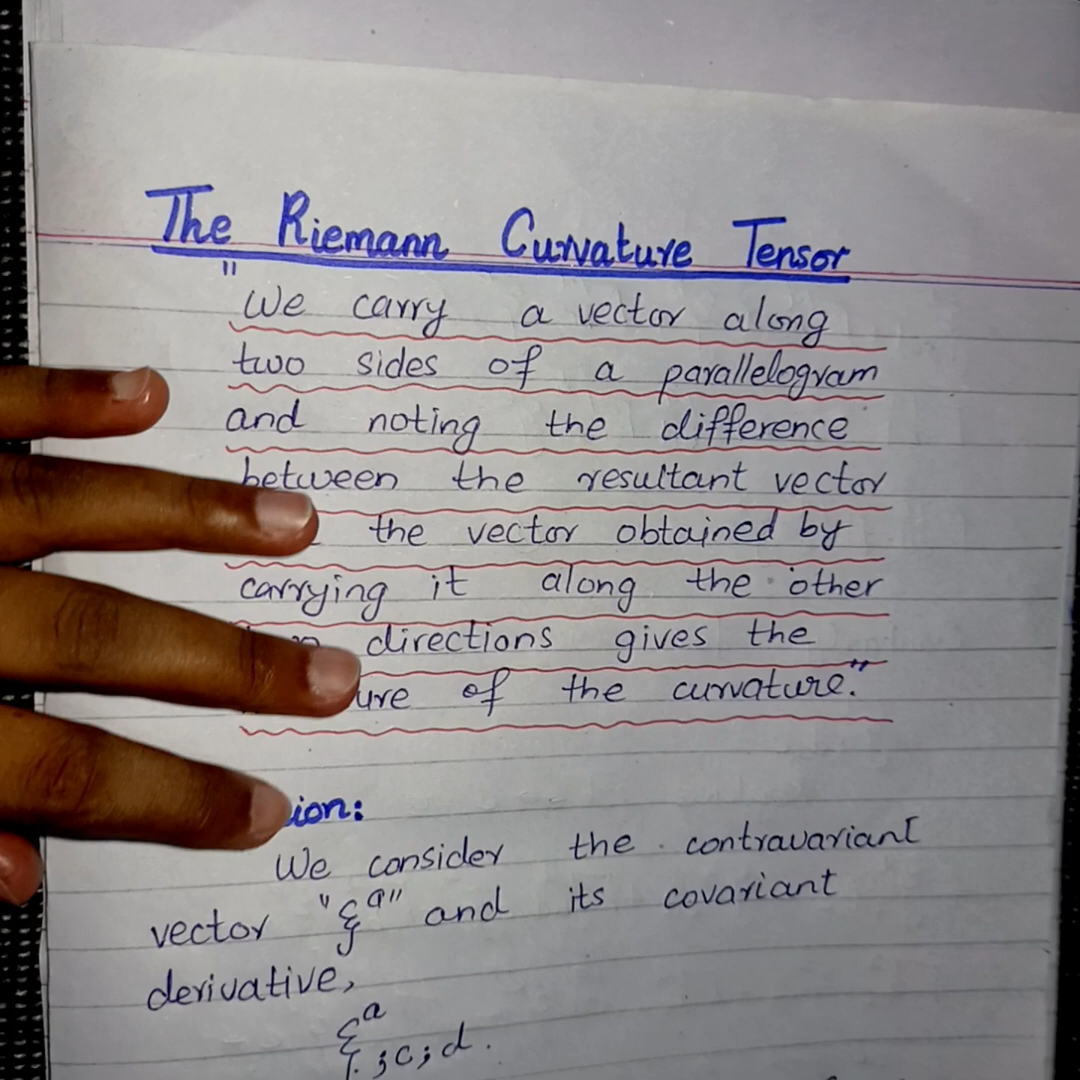 The Riemann Curvature Tensor
"We carry a vector along
two sides of a parallelogram
and noting the difference
between the resultant vector
the vector obtained by
carrying it along the other
directions gives the
of the curvature."
We consider the contravariant
vector "ξᵃ" and its covariant
derivative,
ξᵃ;c;d.